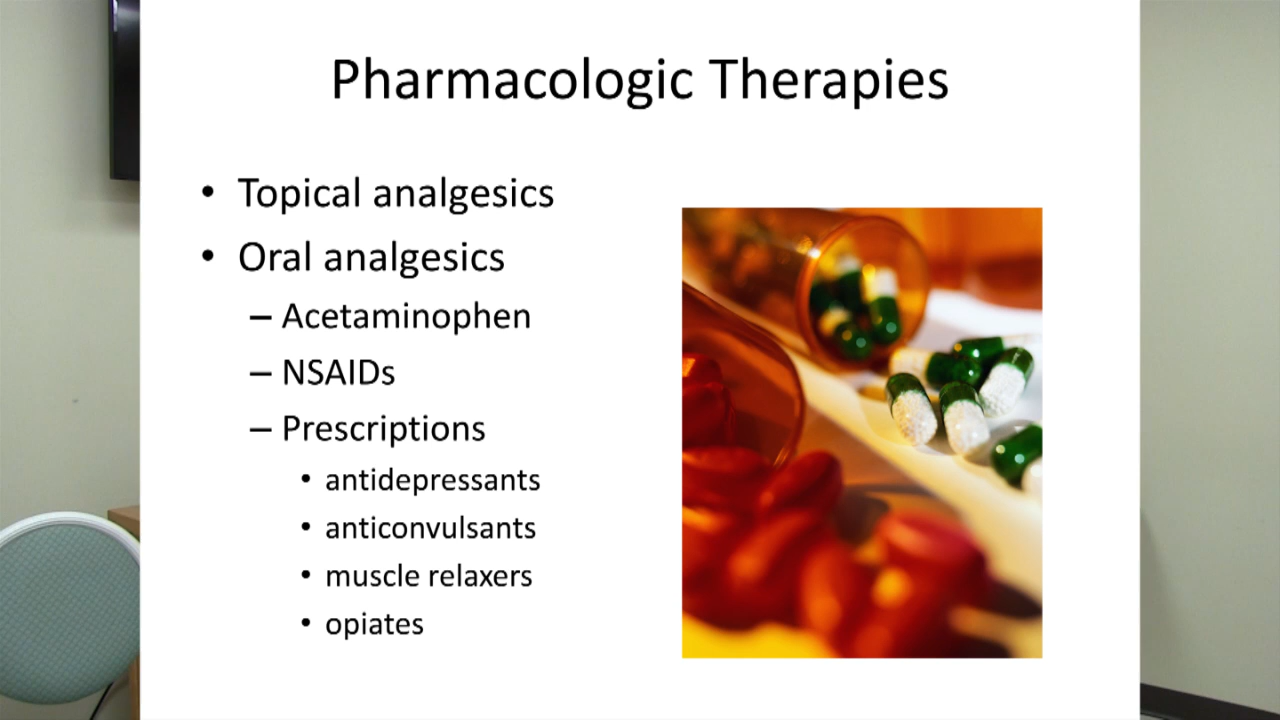 Pharmacologic Therapies
• Topical analgesics
• Oral analgesics
– Acetaminophen
– NSAIDs
– Prescriptions
• antidepressants
• anticonvulsants
• muscle relaxers
• opiates